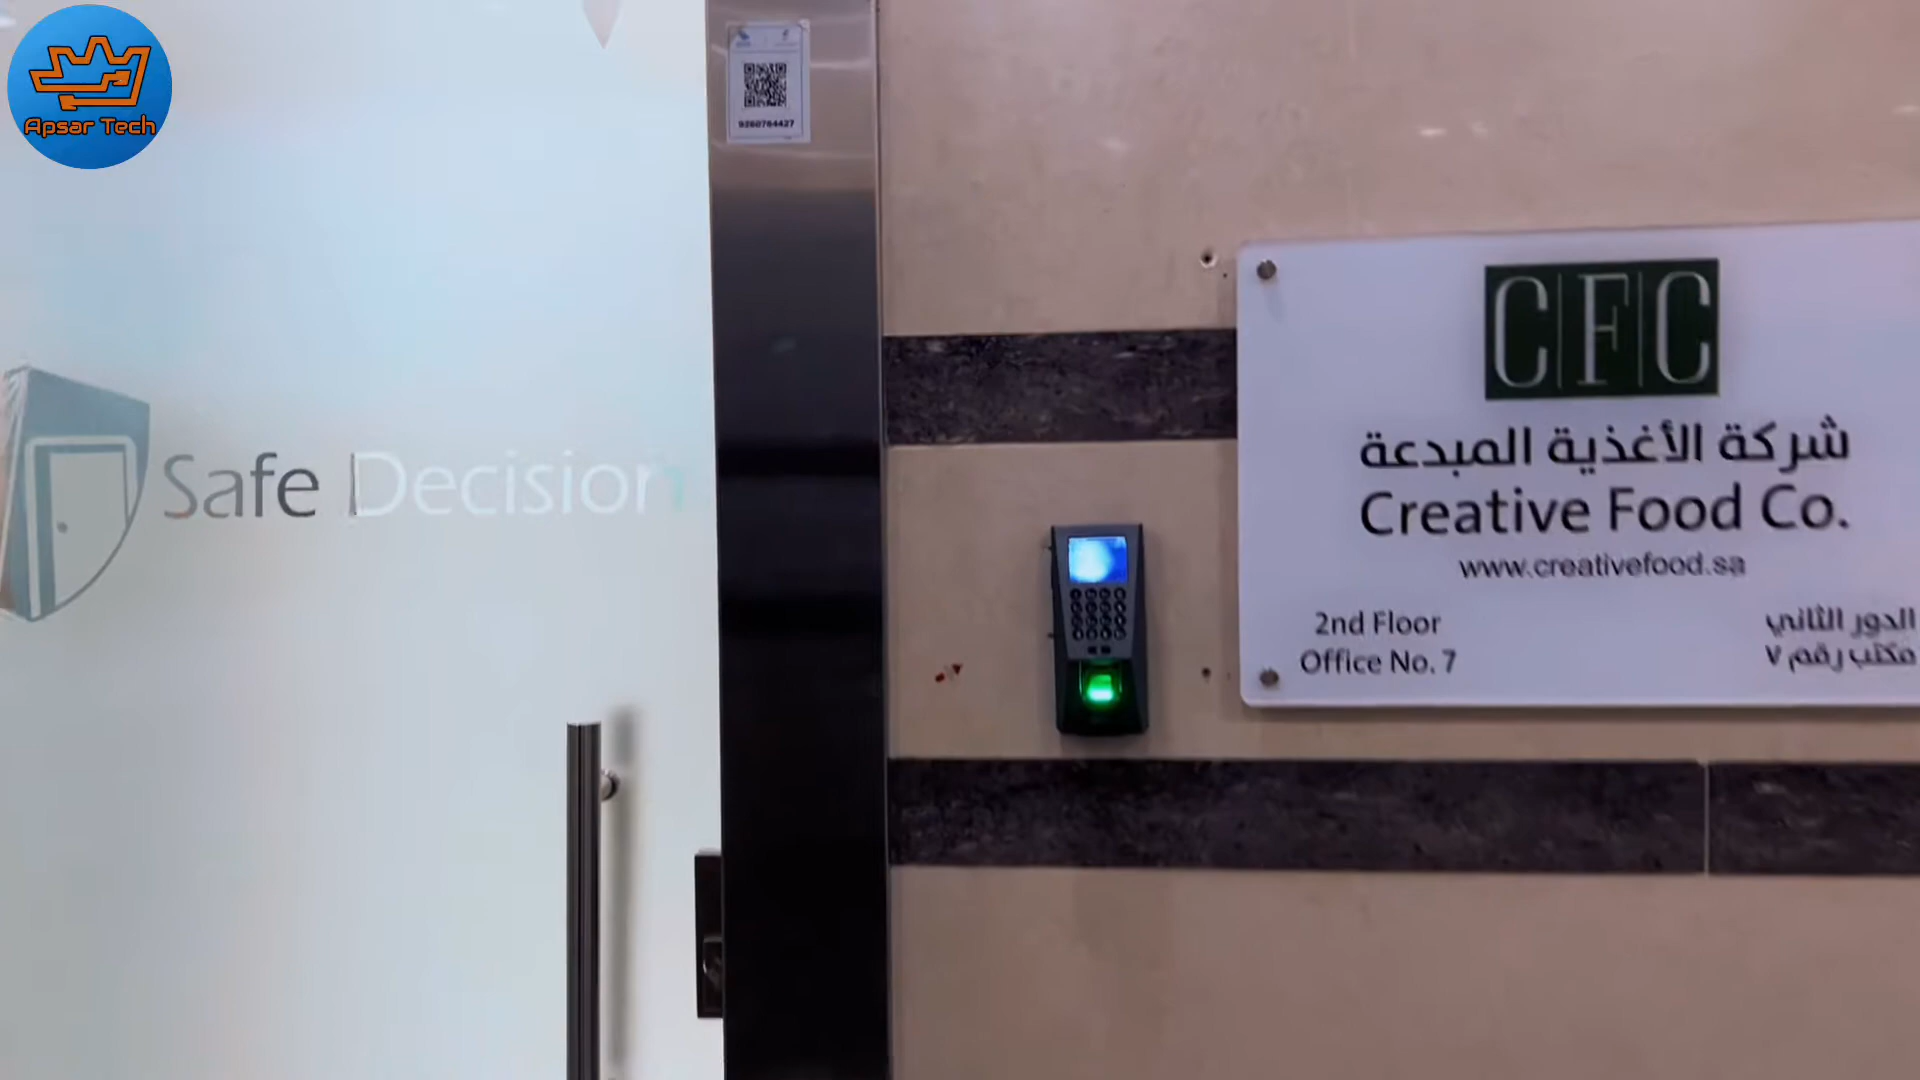 Apsar Tech
9260764427
Safe Decision
CFC
شركة الأغذية المبدعة
Creative Food Co.
www.creativefood.sa
2nd Floor
Office No. 7
الدور الثاني
مكتب رقم ٧